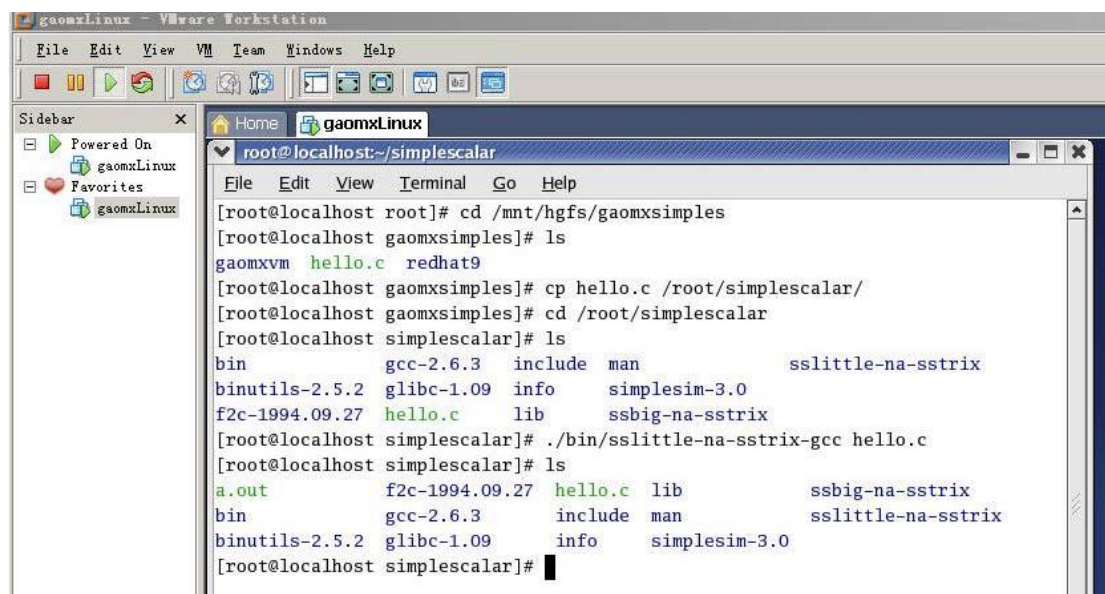 gaomxLinux - VMware Workstation
File Edit View VM Team Windows Help
Sidebar x
Powered On
gaomxLinux
Favorites
gaomxLinux
Home gaomxLinux
root@localhost:~/simplescalar
File Edit View Terminal Go Help
[root@localhost root]# cd /mnt/hgfs/gaomxsimples
[root@localhost gaomxsimples]# ls
gaomxvm hello.c redhat9
[root@localhost gaomxsimples]# cp hello.c /root/simplescalar/
[root@localhost gaomxsimples]# cd /root/simplescalar
[root@localhost simplescalar]# ls
bin gcc-2.6.3 include man sslittle-na-sstrix
binutils-2.5.2 glibc-1.09 info simplesim-3.0
f2c-1994.09.27 hello.c lib ssbig-na-sstrix
[root@localhost simplescalar]# ./bin/sslittle-na-sstrix-gcc hello.c
[root@localhost simplescalar]# ls
a.out f2c-1994.09.27 hello.c lib ssbig-na-sstrix
bin gcc-2.6.3 include man sslittle-na-sstrix
binutils-2.5.2 glibc-1.09 info simplesim-3.0
[root@localhost simplescalar]#